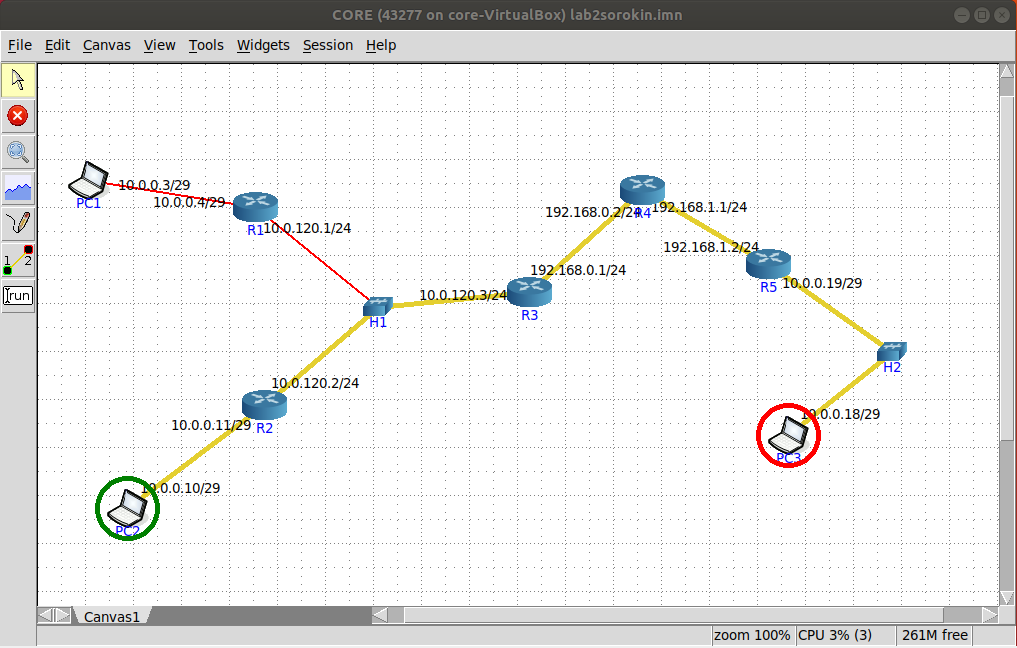 CORE (43277 on core-VirtualBox) lab2sorokin.imn
File Edit Canvas View Tools Widgets Session Help
10.0.0.3/29
PC1
10.0.0.4/29
R1
10.0.120.1/24
192.168.0.2/24
R4
192.168.1.1/24
192.168.1.2/24
R5
10.0.0.19/29
192.168.0.1/24
10.0.120.3/24
R3
H1
1 2
run
H2
10.0.120.2/24
10.0.0.11/29
R2
10.0.0.18/29
PC3
10.0.0.10/29
PC2
Canvas1
zoom 100% CPU 3% (3) 261M free